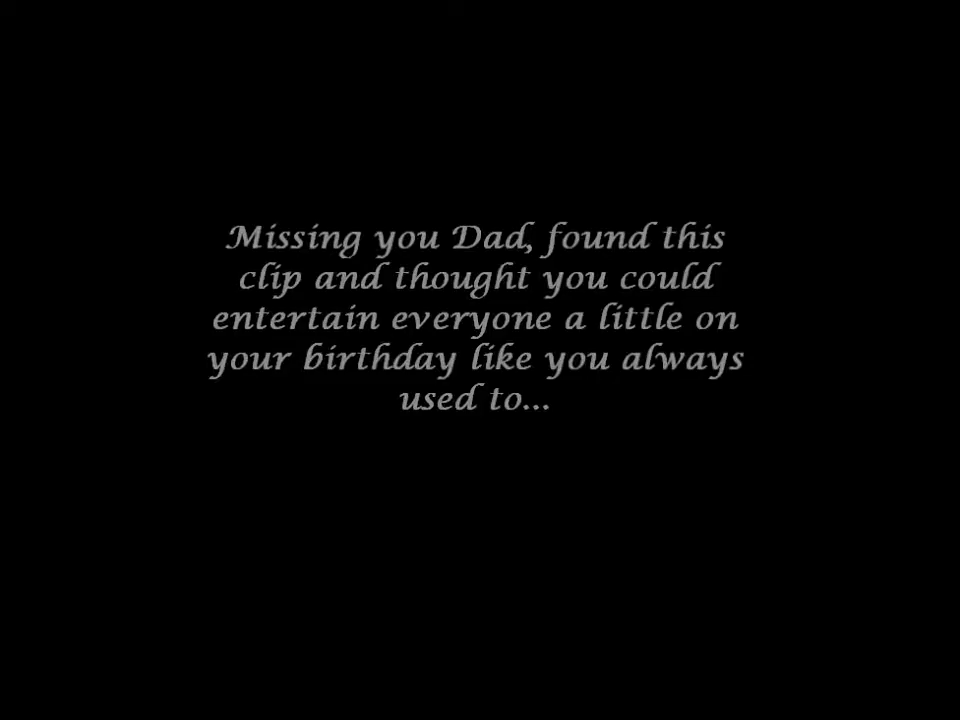 Missing you Dad, found this
clip and thought you could
entertain everyone a little on
your birthday like you always
used to...